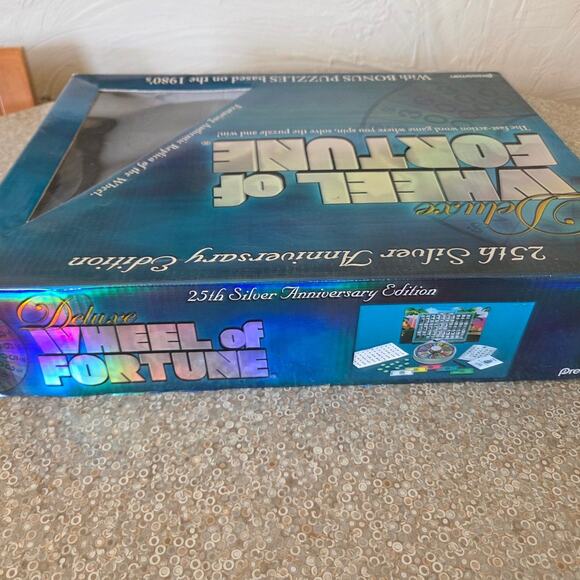 25th Silver Anniversary Edition
Deluxe
WHEEL of
FORTUNE®
The fast-action word game where you spin, solve the puzzle and win!
Featuring Authentic Replica of the Wheel.
With BONUS PUZZLES based on the 1980's
Pressman
25th Silver Anniversary Edition
Deluxe
WHEEL of
FORTUNE
Pre